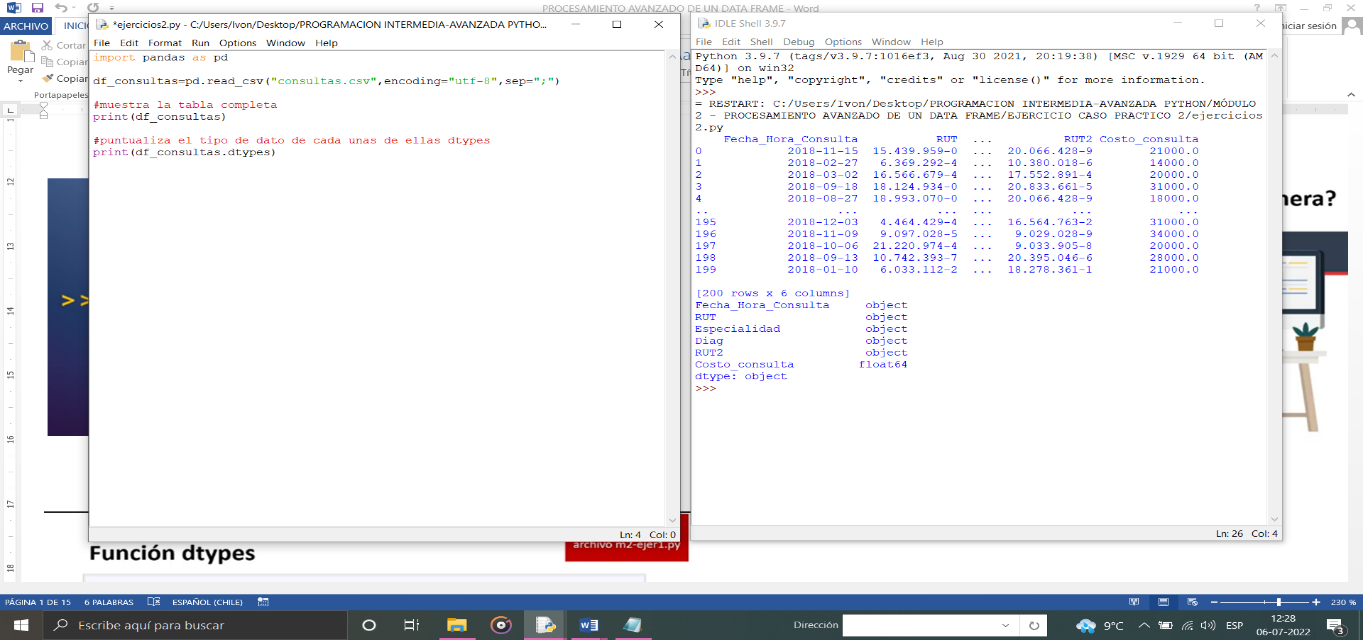 PROCESAMIENTO AVANZADO DE UN DATA FRAME - Word
ARCHIVO
INICI
iniciar sesión
Pegar
Cortar
Copiar
Copiar
Portapapeles
*ejercicios2.py - C:/Users/Ivon/Desktop/PROGRAMACION INTERMEDIA-AVANZADA PYTHO...
File Edit Format Run Options Window Help
import pandas as pd
df_consultas=pd.read_csv("consultas.csv",encoding="utf-8",sep=";")
#muestra la tabla completa
print(df_consultas)
#puntualiza el tipo de dato de cada unas de ellas dtypes
print(df_consultas.dtypes)
Ln: 4 Col: 0
IDLE Shell 3.9.7
File Edit Shell Debug Options Window Help
Python 3.9.7 (tags/v3.9.7:1016ef3, Aug 30 2021, 20:19:38) [MSC v.1929 64 bit (AM
D64)] on win32
Type "help", "copyright", "credits" or "license()" for more information.
>>>
= RESTART: C:/Users/Ivon/Desktop/PROGRAMACION INTERMEDIA-AVANZADA PYTHON/MÓDULO
2 - PROCESAMIENTO AVANZADO DE UN DATA FRAME/EJERCICIO CASO PRACTICO 2/ejercicios
2.py
Fecha_Hora_Consulta RUT ... RUT2 Costo_consulta
0 2018-11-15 15.439.959-0 ... 20.066.428-9 21000.0
1 2018-02-27 6.369.292-4 ... 10.380.018-6 14000.0
2 2018-03-02 16.566.679-4 ... 17.552.891-4 20000.0
3 2018-09-18 18.124.934-0 ... 20.833.661-5 31000.0
4 2018-08-27 18.993.070-0 ... 20.066.428-9 18000.0
.. ... ... ... ... ...
195 2018-12-03 4.464.429-4 ... 16.564.763-2 31000.0
196 2018-11-09 9.097.028-5 ... 9.029.028-9 34000.0
197 2018-10-06 21.220.974-4 ... 9.033.905-8 20000.0
198 2018-09-13 10.742.393-7 ... 20.395.046-6 28000.0
199 2018-01-10 6.033.112-2 ... 18.278.361-1 21000.0
[200 rows x 6 columns]
Fecha_Hora_Consulta object
RUT object
Especialidad object
Diag object
RUT2 object
Costo_consulta float64
dtype: object
>>>
Ln: 26 Col: 4
nera?
>>
12
13
14
15
16
17
18
Función dtypes
archivo m2-ejer1.py
PÁGINA 1 DE 15 6 PALABRAS ESPAÑOL (CHILE) 230 %
Escribe aquí para buscar
Dirección
9°C
ESP
12:28
06-07-2022
3